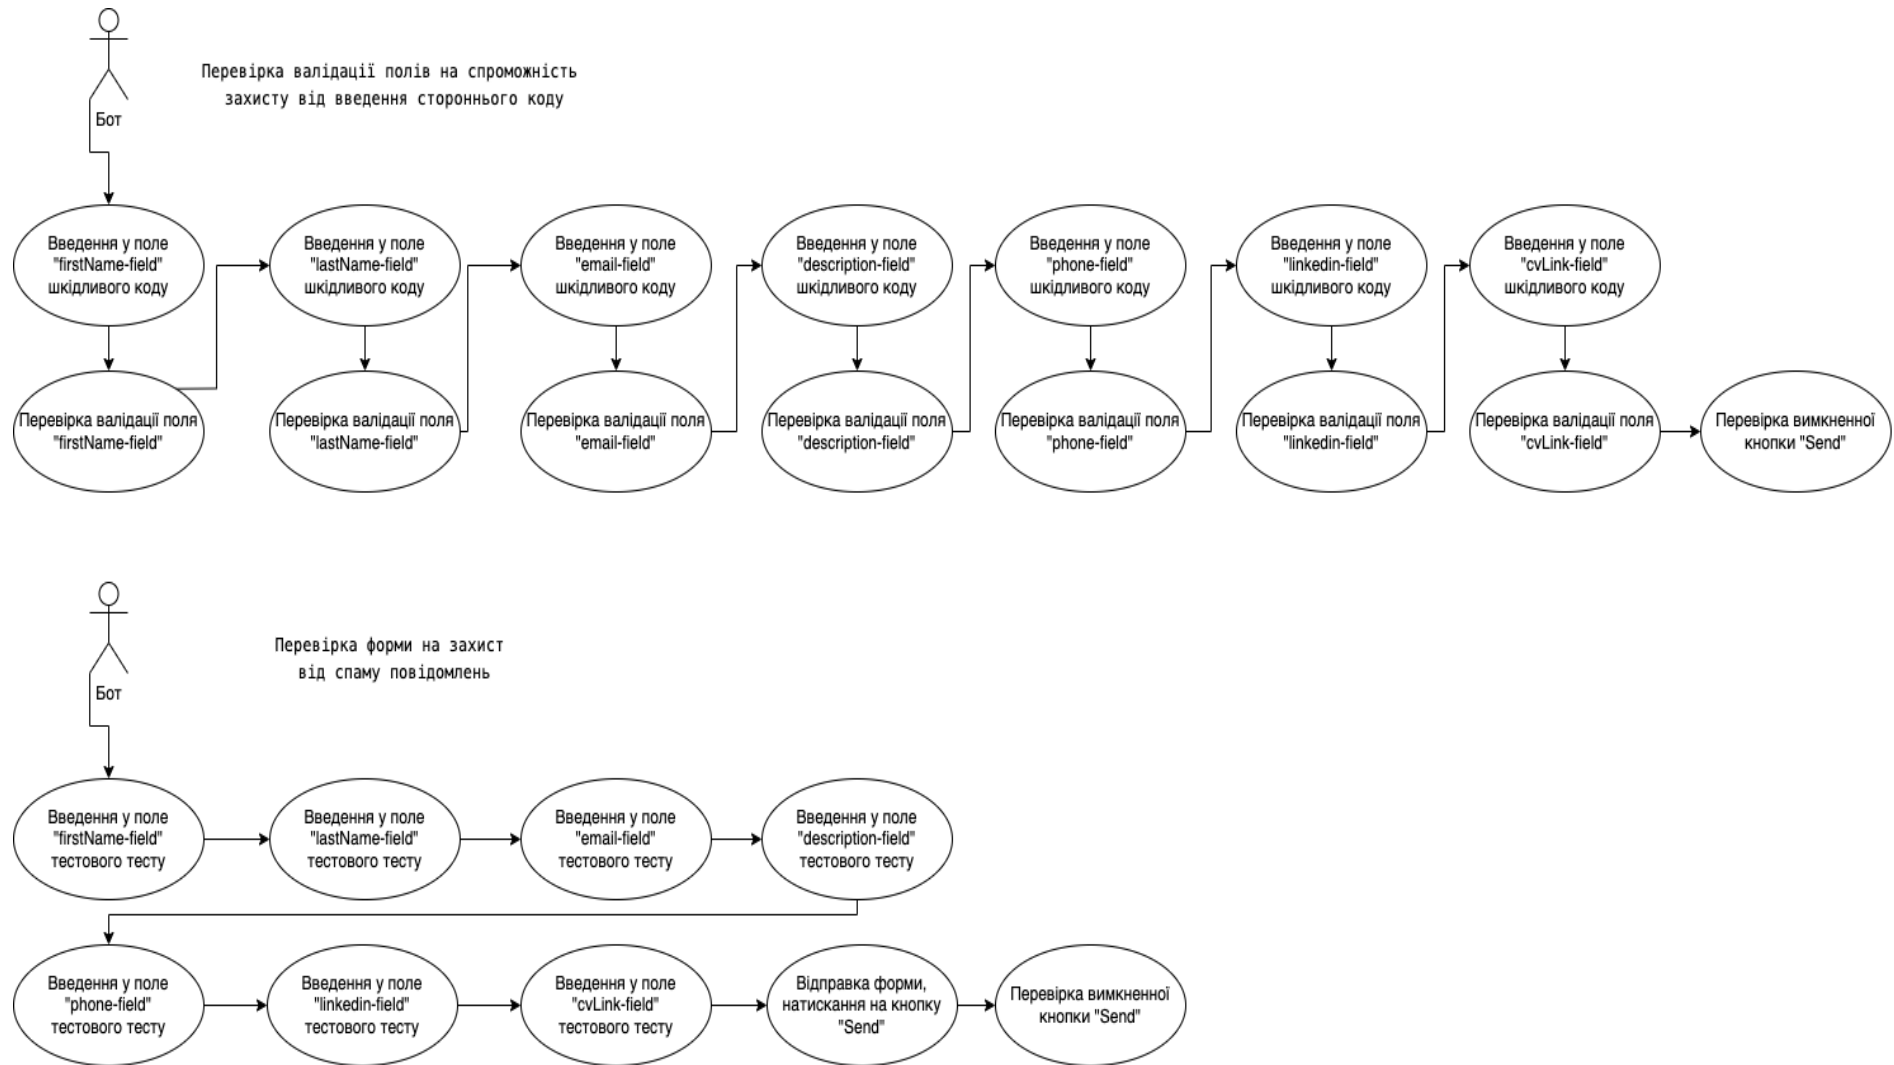 Перевірка валідації полів на спроможність
захисту від введення стороннього коду
Бот
Введення у поле
"firstName-field"
шкідливого коду
Введення у поле
"lastName-field"
шкідливого коду
Введення у поле
"email-field"
шкідливого коду
Введення у поле
"description-field"
шкідливого коду
Введення у поле
"phone-field"
шкідливого коду
Введення у поле
"linkedin-field"
шкідливого коду
Введення у поле
"cvLink-field"
шкідливого коду
Перевірка валідації поля
"firstName-field"
Перевірка валідації поля
"lastName-field"
Перевірка валідації поля
"email-field"
Перевірка валідації поля
"description-field"
Перевірка валідації поля
"phone-field"
Перевірка валідації поля
"linkedin-field"
Перевірка валідації поля
"cvLink-field"
Перевірка вимкненної
кнопки "Send"
Перевірка форми на захист
від спаму повідомлень
Бот
Введення у поле
"firstName-field"
тестового тесту
Введення у поле
"lastName-field"
тестового тесту
Введення у поле
"email-field"
тестового тесту
Введення у поле
"description-field"
тестового тесту
Введення у поле
"phone-field"
тестового тесту
Введення у поле
"linkedin-field"
тестового тесту
Введення у поле
"cvLink-field"
тестового тесту
Відправка форми,
натискання на кнопку
"Send"
Перевірка вимкненної
кнопки "Send"